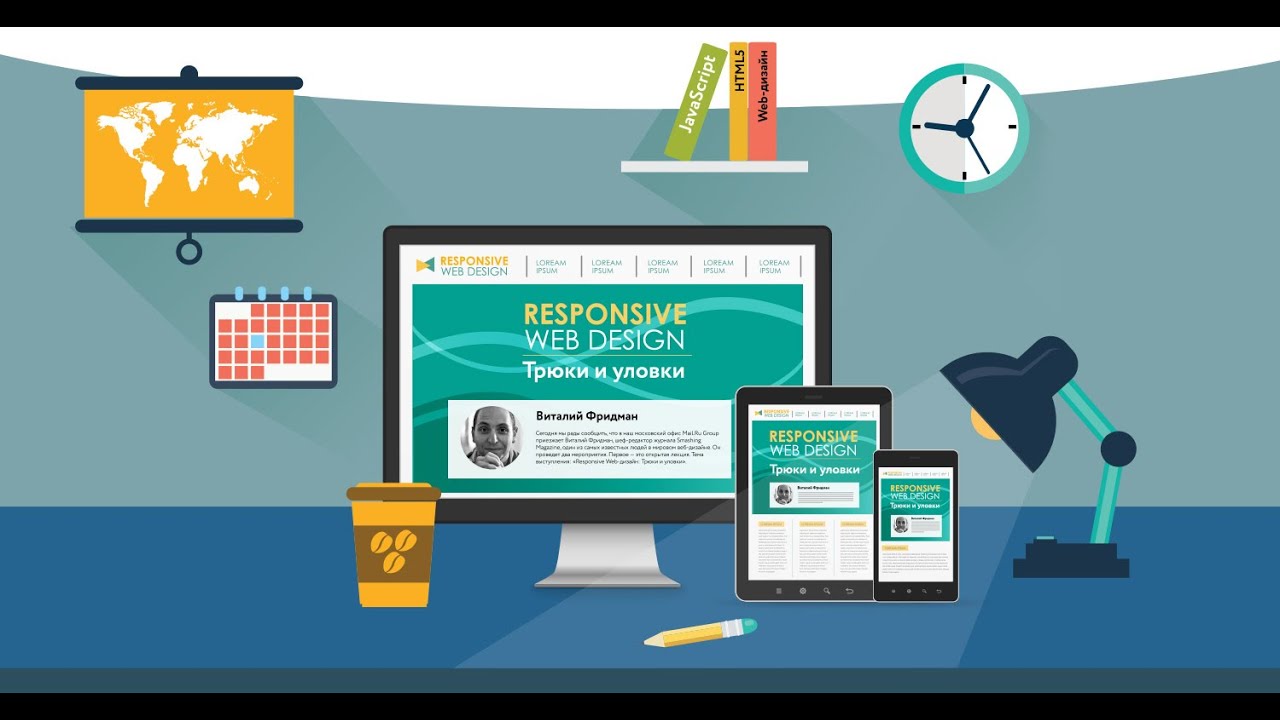 JavaScript
HTML5
Web-дизайн
RESPONSIVE
WEB DESIGN
LOREAM
IPSUM
LOREAM
IPSUM
LOREAM
IPSUM
LOREAM
IPSUM
LOREAM
IPSUM
RESPONSIVE
WEB DESIGN
Трюки и уловки
Виталий Фридман
Сегодня мы рады сообщить, что в наш московский офис Mail.Ru Group
приезжает Виталий Фридман, шеф-редактор журнала Smashing
Magazine, один из самых известных людей в мировом веб-дизайне. Он
проведет два мероприятия. Первое — это открытая лекция. Тема
выступления: «Responsive Web-дизайн: Трюки и уловки».
RESPONSIVE
WEB DESIGN
RESPONSIVE
WEB DESIGN
Трюки и уловки
Виталий Фридман
RESPONSIVE
WEB DESIGN
Трюки и уловки
Виталий Фридман